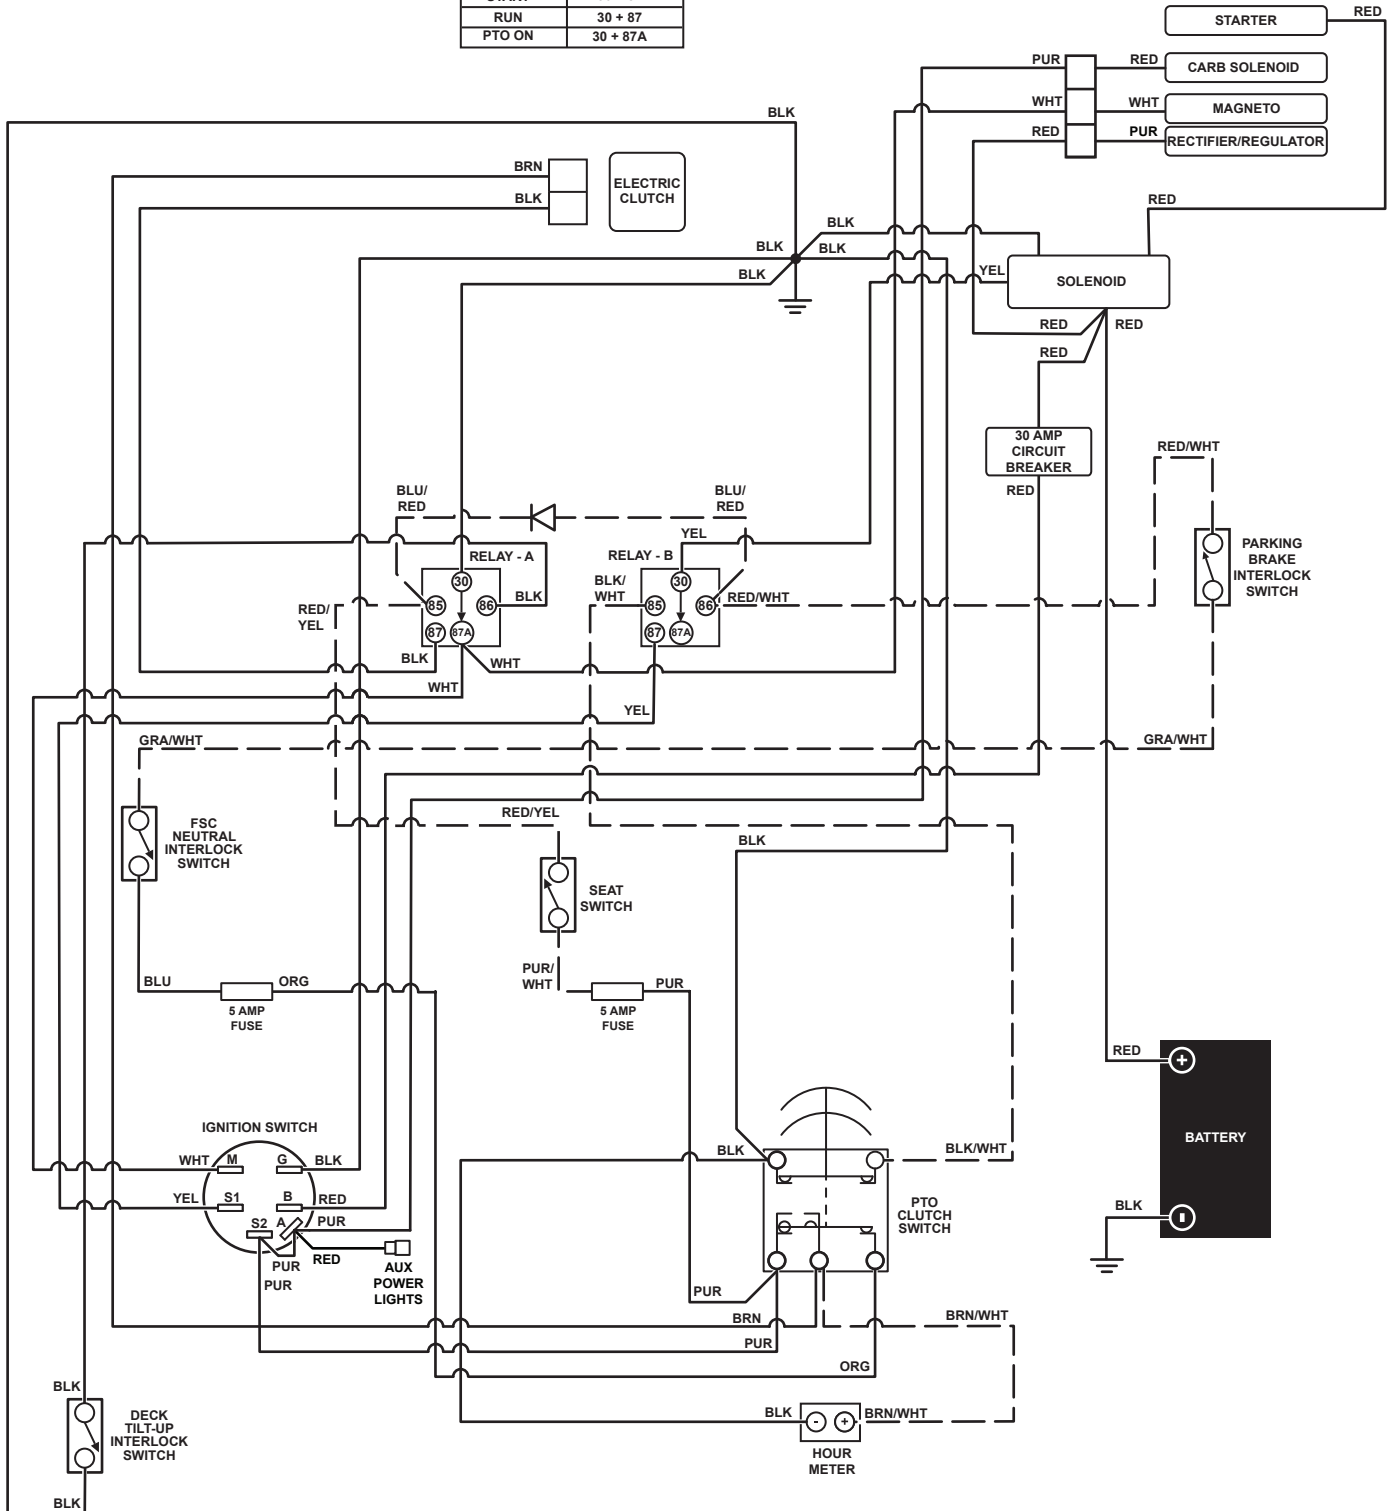 RUN 30 + 87
PTO ON 30 + 87A
RED
STARTER
PUR
RED
CARB SOLENOID
WHT
WHT
MAGNETO
RED
PUR
RECTIFIER/REGULATOR
BLK
BRN
BLK
ELECTRIC
CLUTCH
RED
BLK
BLK
BLK
BLK
YEL
SOLENOID
RED
RED
RED
30 AMP
CIRCUIT
BREAKER
RED
RED/WHT
BLU/
RED
BLU/
RED
YEL
RELAY - A
RELAY - B
PARKING
BRAKE
INTERLOCK
SWITCH
30
85
86
87
87A
BLK
BLK/
WHT
30
85
86
87
87A
RED/WHT
RED/
YEL
BLK
WHT
WHT
YEL
GRA/WHT
GRA/WHT
FSC
NEUTRAL
INTERLOCK
SWITCH
RED/YEL
BLK
SEAT
SWITCH
BLU
ORG
5 AMP
FUSE
PUR/
WHT
PUR
5 AMP
FUSE
RED
+
BATTERY
BLK
-
IGNITION SWITCH
WHT
M
G
BLK
YEL
S1
B
RED
S2
A
PUR
PUR
PUR
RED
AUX
POWER
LIGHTS
BLK
BLK/WHT
PTO
CLUTCH
SWITCH
PUR
BRN
BRN/WHT
PUR
ORG
BLK
-
+
BRN/WHT
HOUR
METER
BLK
DECK
TILT-UP
INTERLOCK
SWITCH
BLK